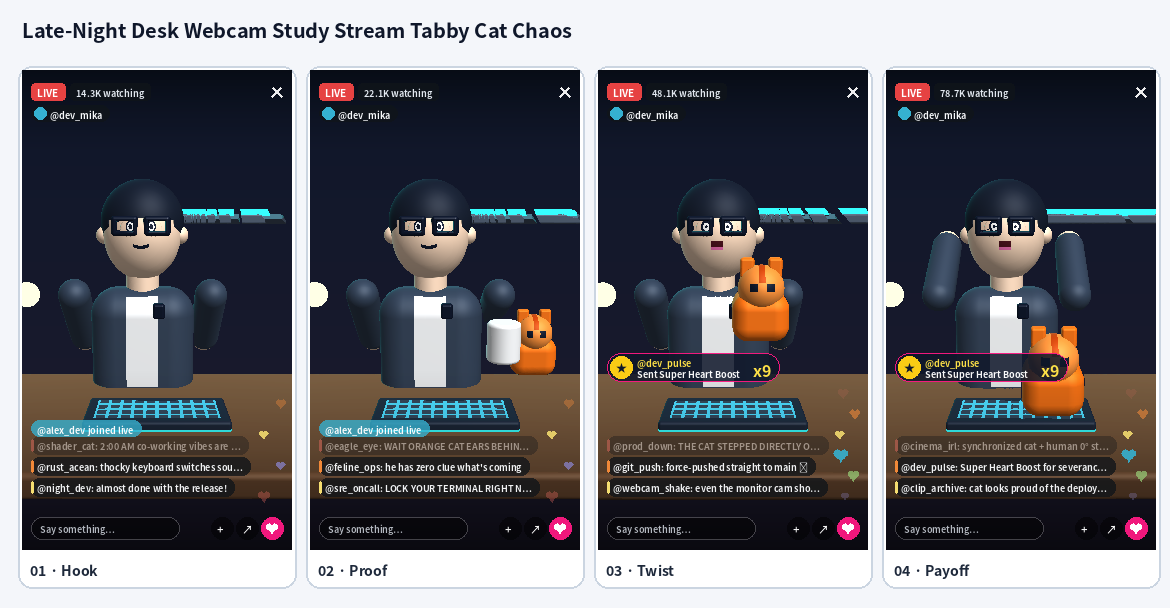 Late-Night Desk Webcam Study Stream Tabby Cat Chaos
LIVE 14.3K watching
@dev_mika
@alex_dev joined live
@shader_cat: 2:00 AM co-working vibes are …
@rust_acean: thocky keyboard switches sou…
@night_dev: almost done with the release!
Say something…
01 · Hook
LIVE 22.1K watching
@dev_mika
@alex_dev joined live
@eagle_eye: WAIT ORANGE CAT EARS BEHIN…
@feline_ops: he has zero clue what's coming
@sre_oncall: LOCK YOUR TERMINAL RIGHT N…
Say something…
02 · Proof
LIVE 48.1K watching
@dev_mika
@dev_pulse
Sent Super Heart Boost x9
@prod_down: THE CAT STEPPED DIRECTLY O…
@git_push: force-pushed straight to main
@webcam_shake: even the monitor cam sho…
Say something…
03 · Twist
LIVE 78.7K watching
@dev_mika
@dev_pulse
Sent Super Heart Boost x9
@cinema_irl: synchronized cat + human 0° st…
@dev_pulse: Super Heart Boost for severanc…
@clip_archive: cat looks proud of the deploy…
Say something…
04 · Payoff